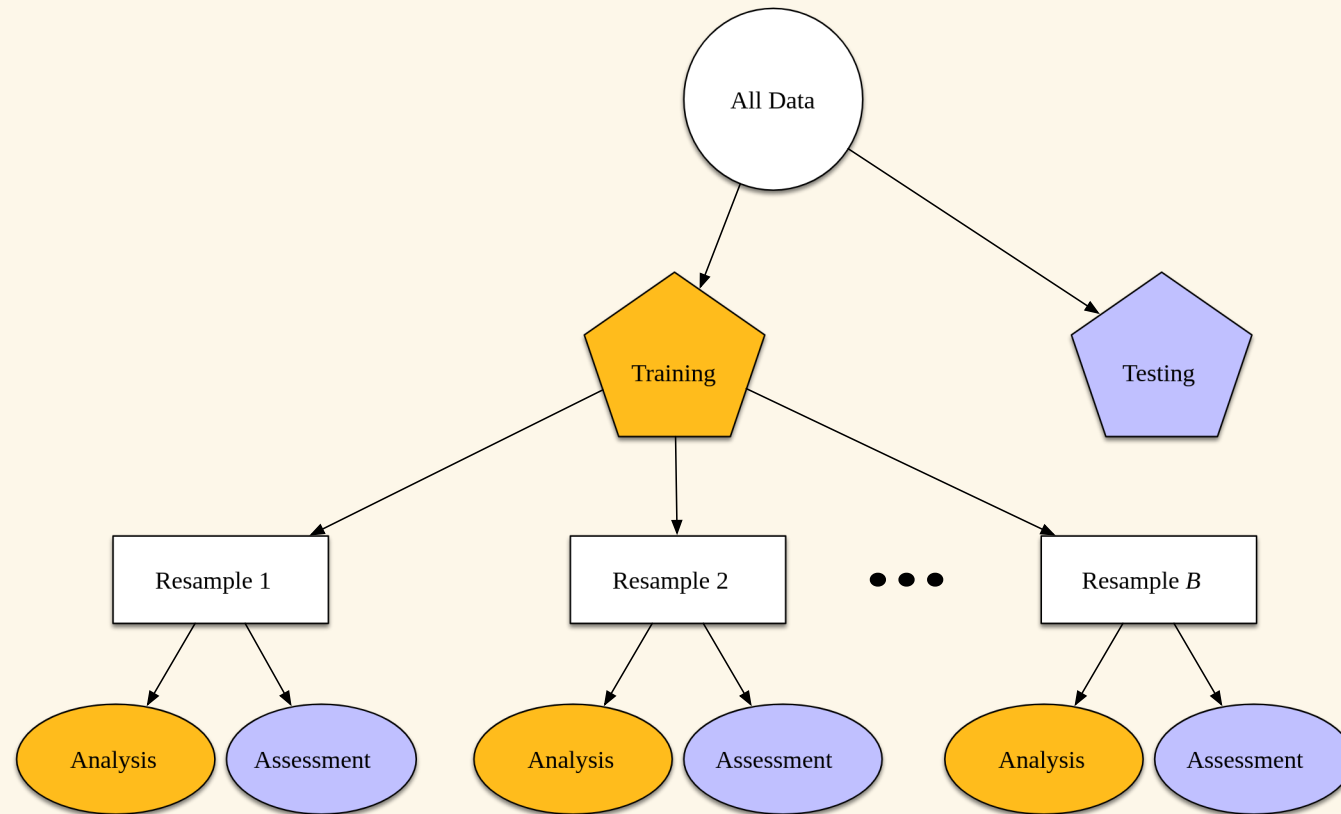 All Data
Training
Testing
Resample 1
Resample 2
Resample B
Analysis
Assessment
Analysis
Assessment
Analysis
Assessment